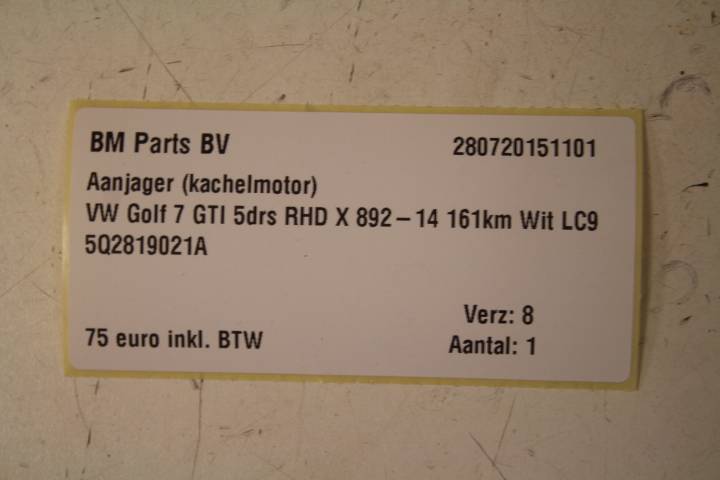 BM Parts BV 280720151101
Aanjager (kachelmotor)
VW Golf 7 GTI 5drs RHD X 892-14 161km Wit LC9
5Q2819021A
Verz: 8
75 euro inkl. BTW Aantal: 1